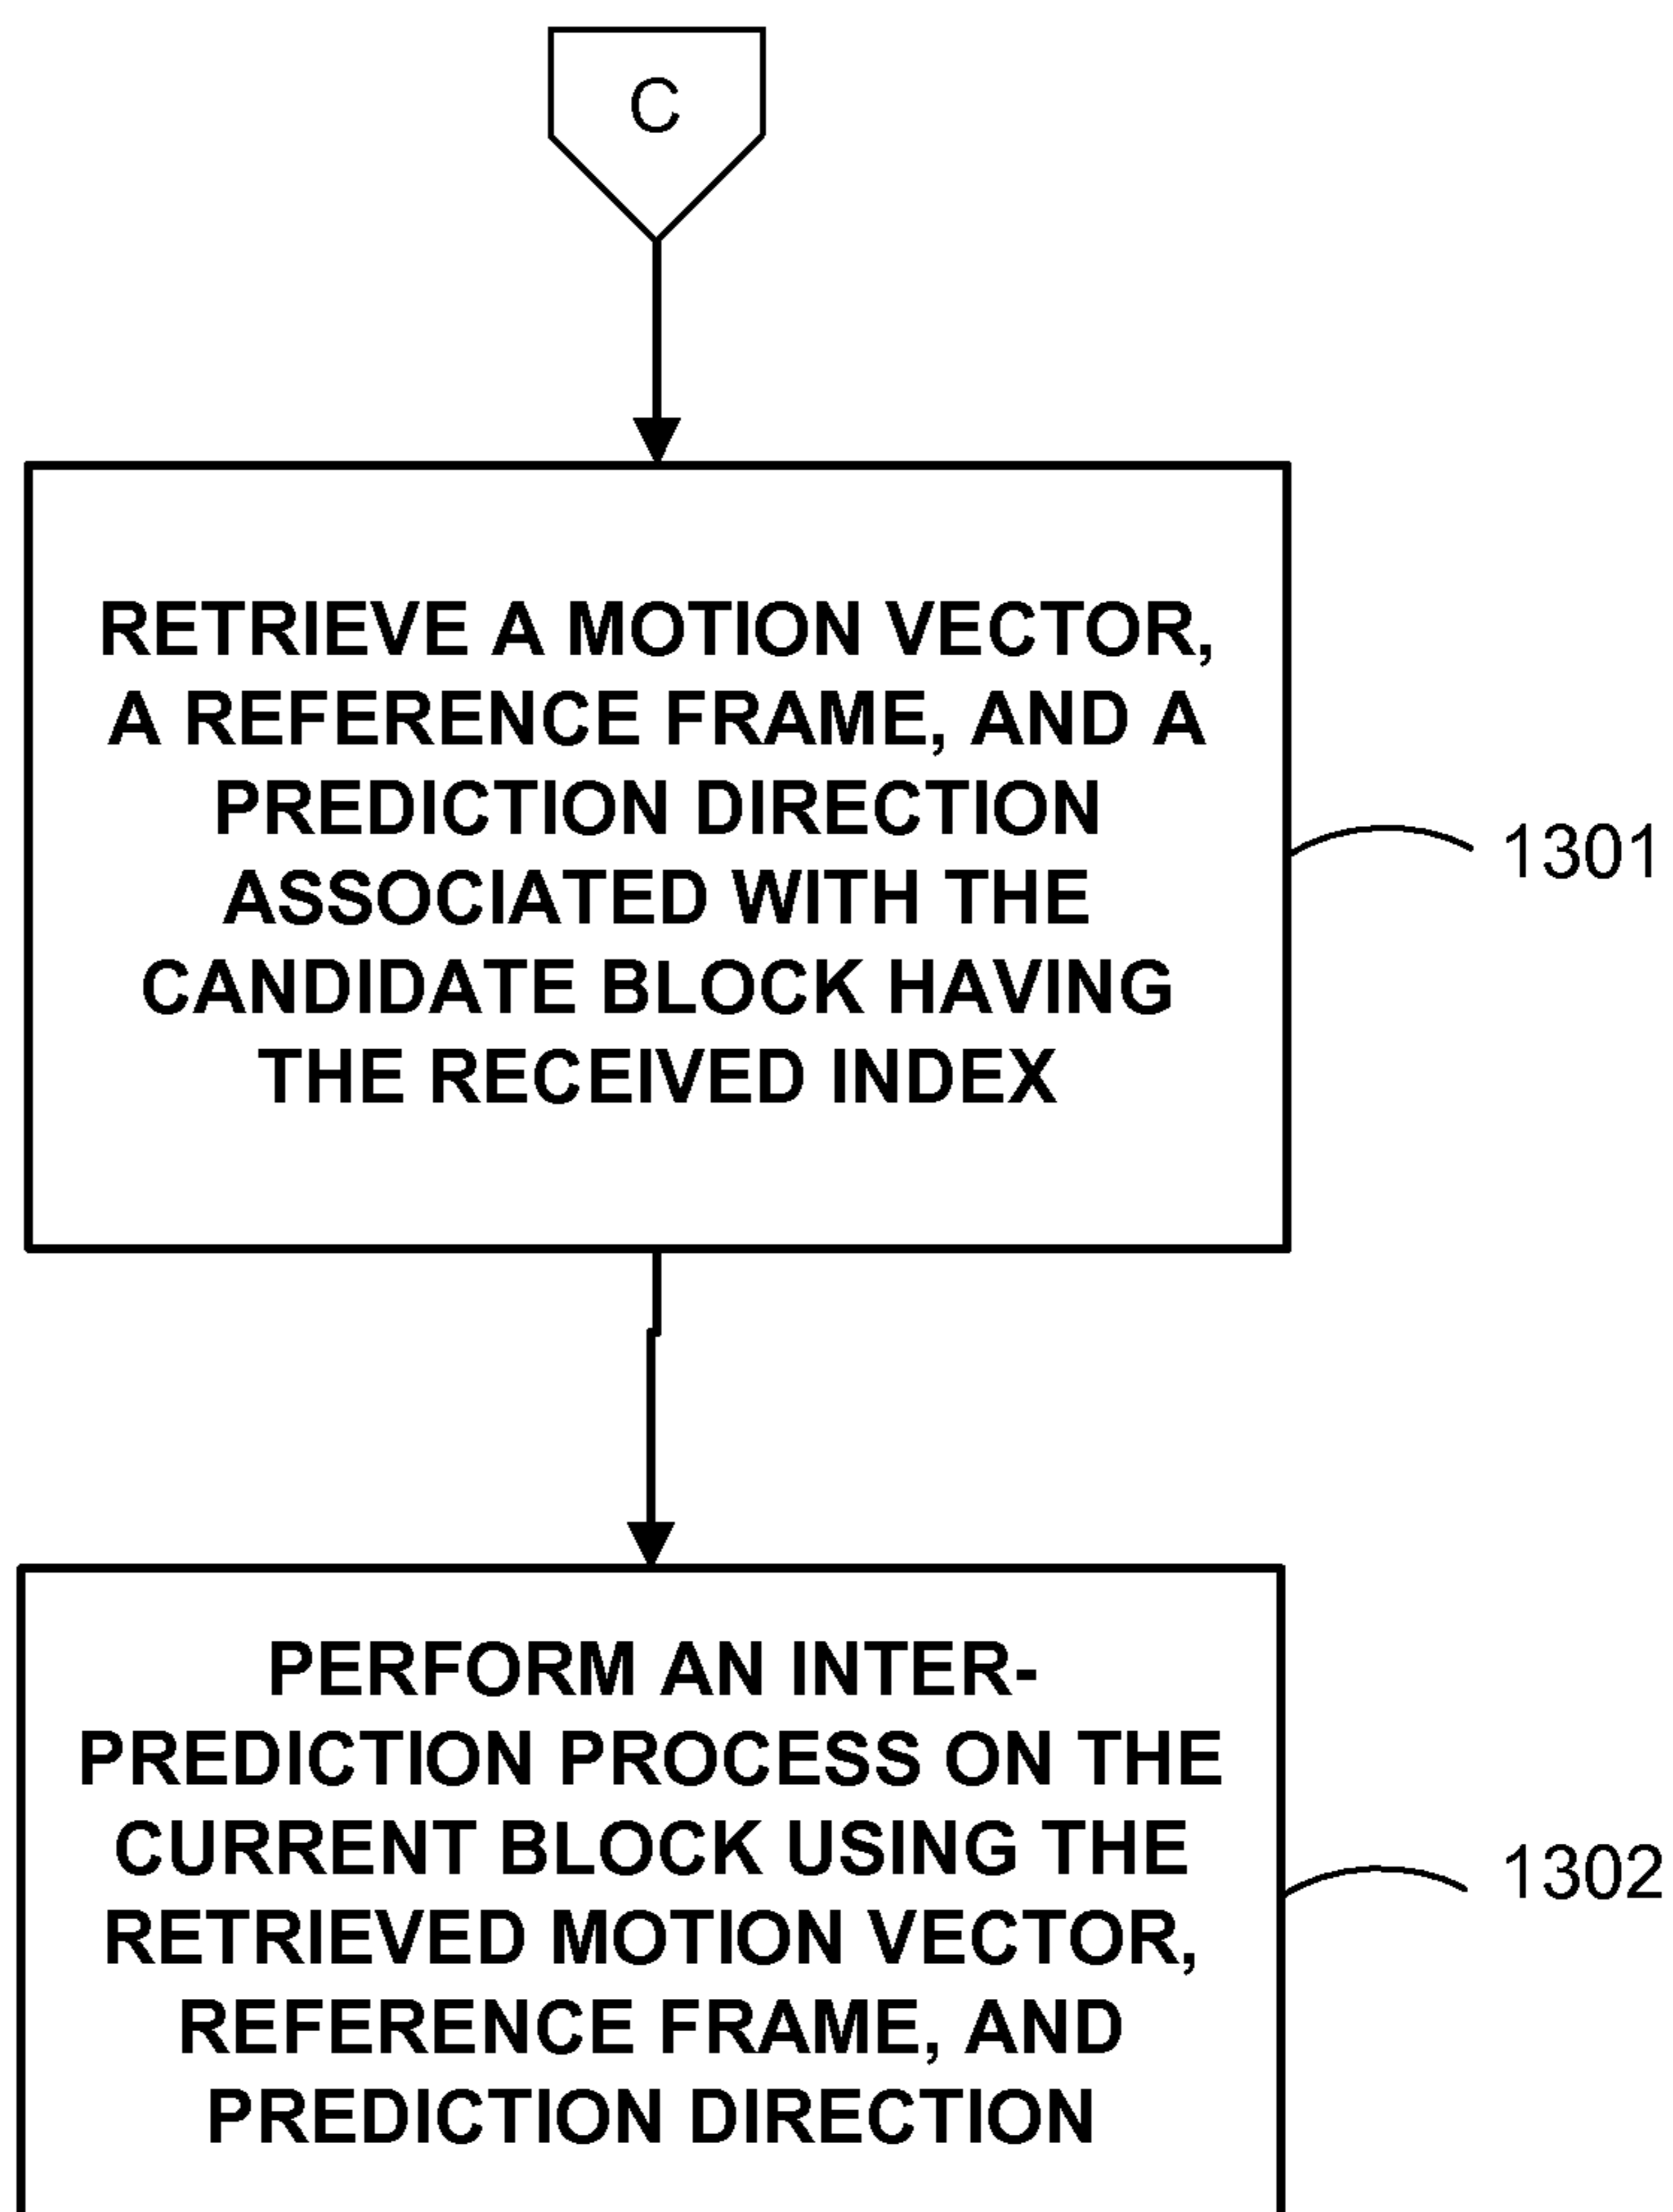 C
RETRIEVE A MOTION VECTOR,
A REFERENCE FRAME, AND A
PREDICTION DIRECTION
ASSOCIATED WITH THE
CANDIDATE BLOCK HAVING
THE RECEIVED INDEX
1301
PERFORM AN INTER-
PREDICTION PROCESS ON THE
CURRENT BLOCK USING THE
RETRIEVED MOTION VECTOR,
REFERENCE FRAME, AND
PREDICTION DIRECTION
1302